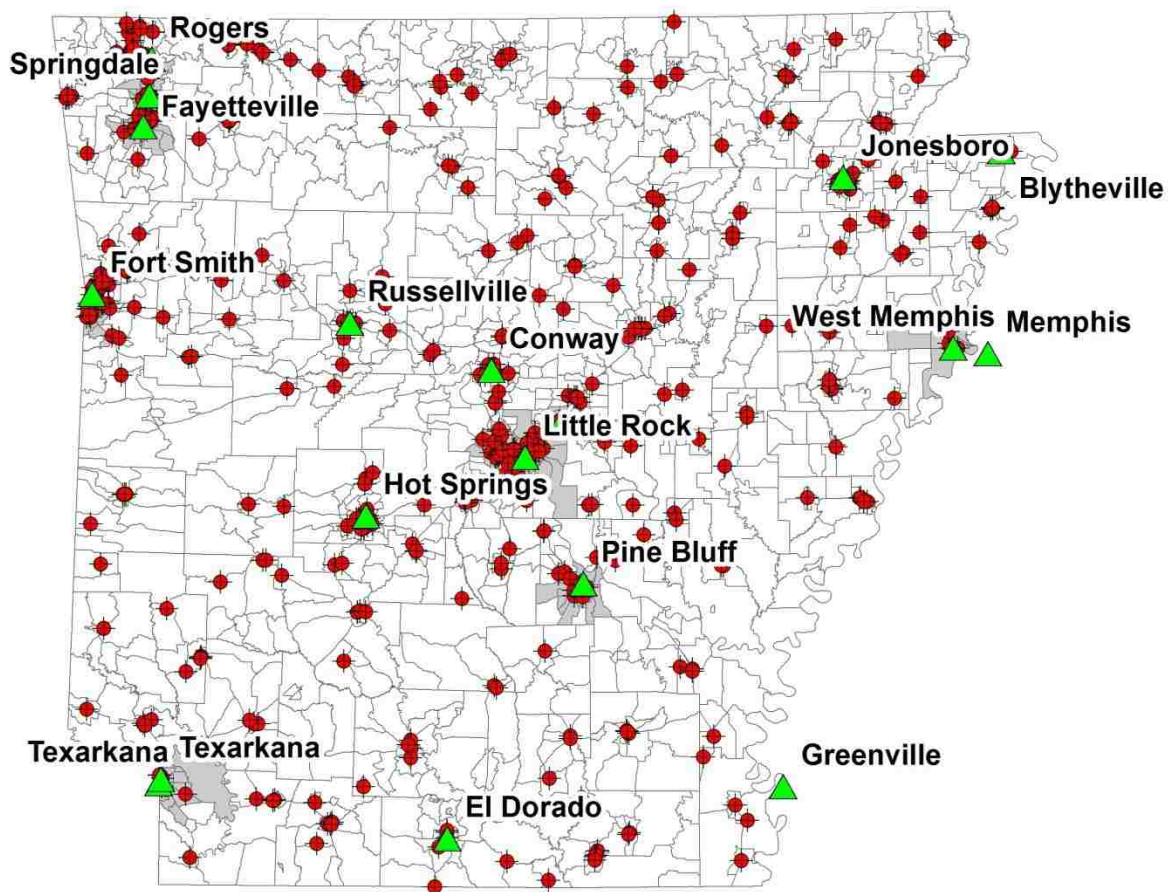 Rogers
Springdale
Fayetteville
Jonesboro
Blytheville
Fort Smith
Russellville
West Memphis
Memphis
Conway
Little Rock
Hot Springs
Pine Bluff
Texarkana
Texarkana
Greenville
El Dorado